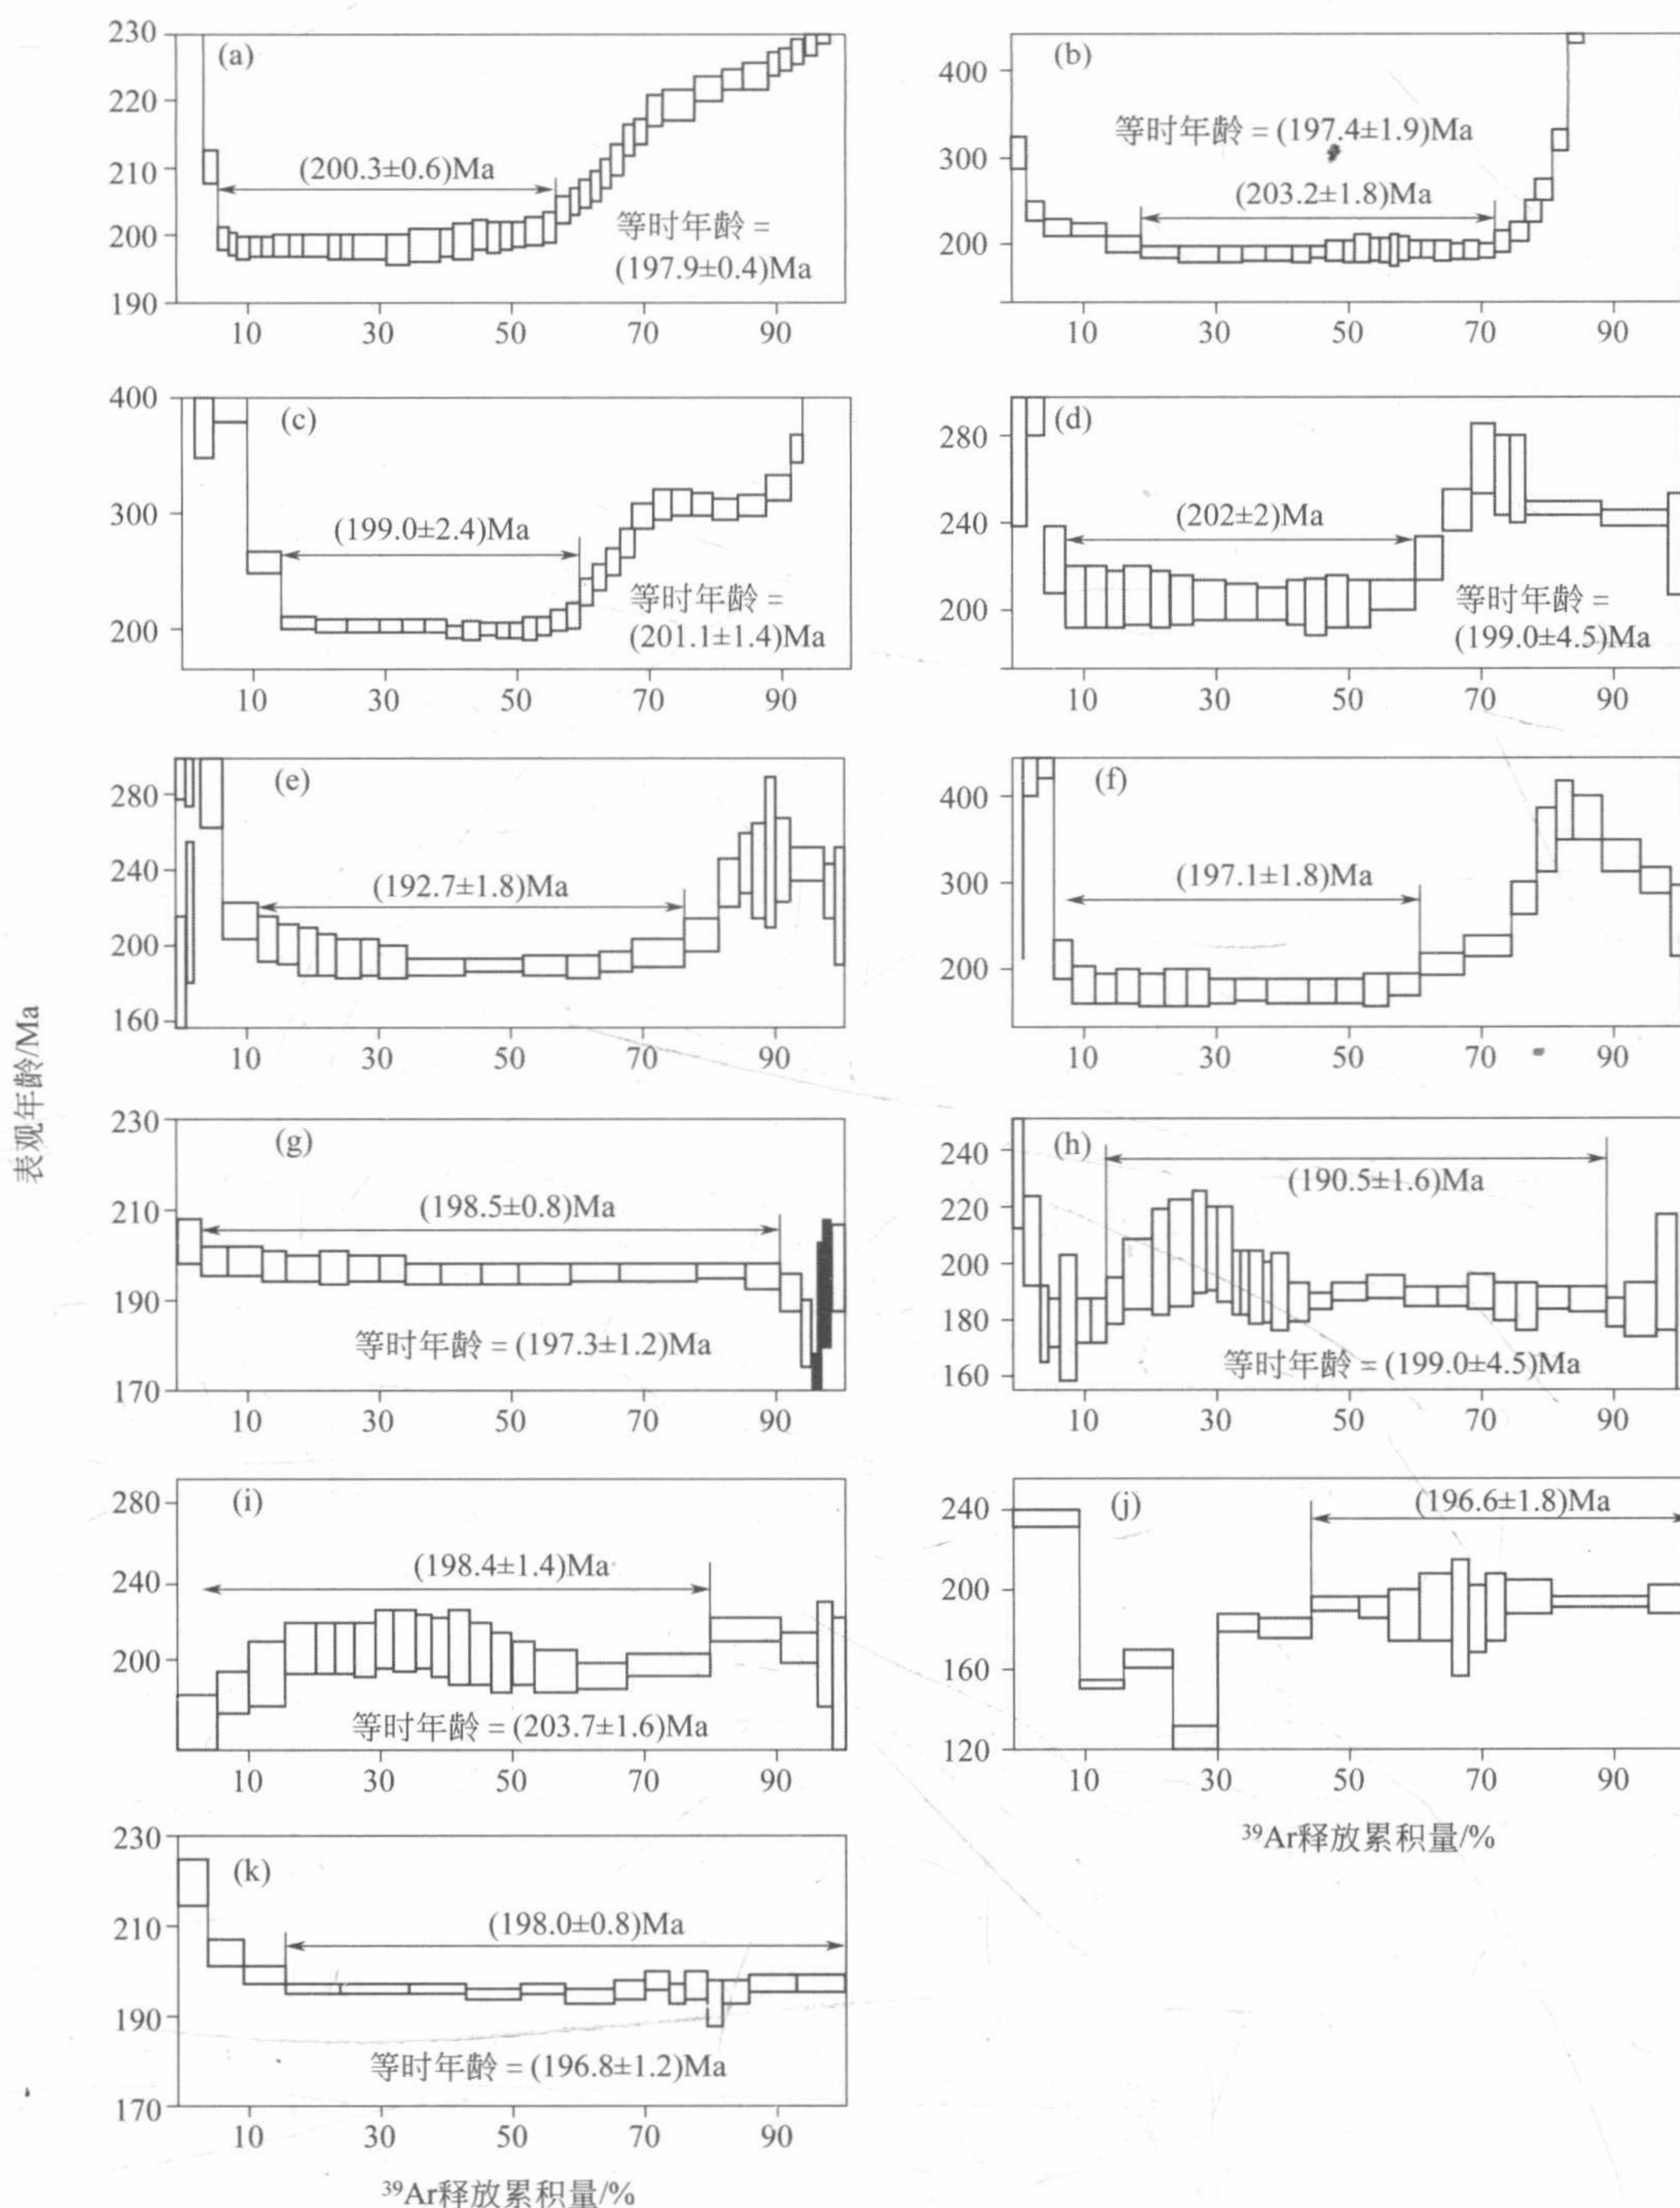 表观年龄/Ma
230
220
210
200
190
(a)
(200.3±0.6)Ma
等时年龄 =
(197.9±0.4)Ma
10 30 50 70 90
400
300
200
(b)
等时年龄 = (197.4±1.9)Ma
(203.2±1.8)Ma
10 30 50 70 90
400
300
200
(c)
(199.0±2.4)Ma
等时年龄 =
(201.1±1.4)Ma
10 30 50 70 90
280
240
200
(d)
(202±2)Ma
等时年龄 =
(199.0±4.5)Ma
10 30 50 70 90
280
240
200
160
(e)
(192.7±1.8)Ma
10 30 50 70 90
400
300
200
(f)
(197.1±1.8)Ma
10 30 50 70 90
230
210
190
170
(g)
(198.5±0.8)Ma
等时年龄 = (197.3±1.2)Ma
10 30 50 70 90
240
220
200
180
160
(h)
(190.5±1.6)Ma
等时年龄 = (199.0±4.5)Ma
10 30 50 70 90
280
240
200
(i)
(198.4±1.4)Ma
等时年龄 = (203.7±1.6)Ma
10 30 50 70 90
240
200
160
120
(j)
(196.6±1.8)Ma
10 30 50 70 90
³⁹Ar释放累积量/%
230
210
190
170
(k)
(198.0±0.8)Ma
等时年龄 = (196.8±1.2)Ma
10 30 50 70 90
³⁹Ar释放累积量/%